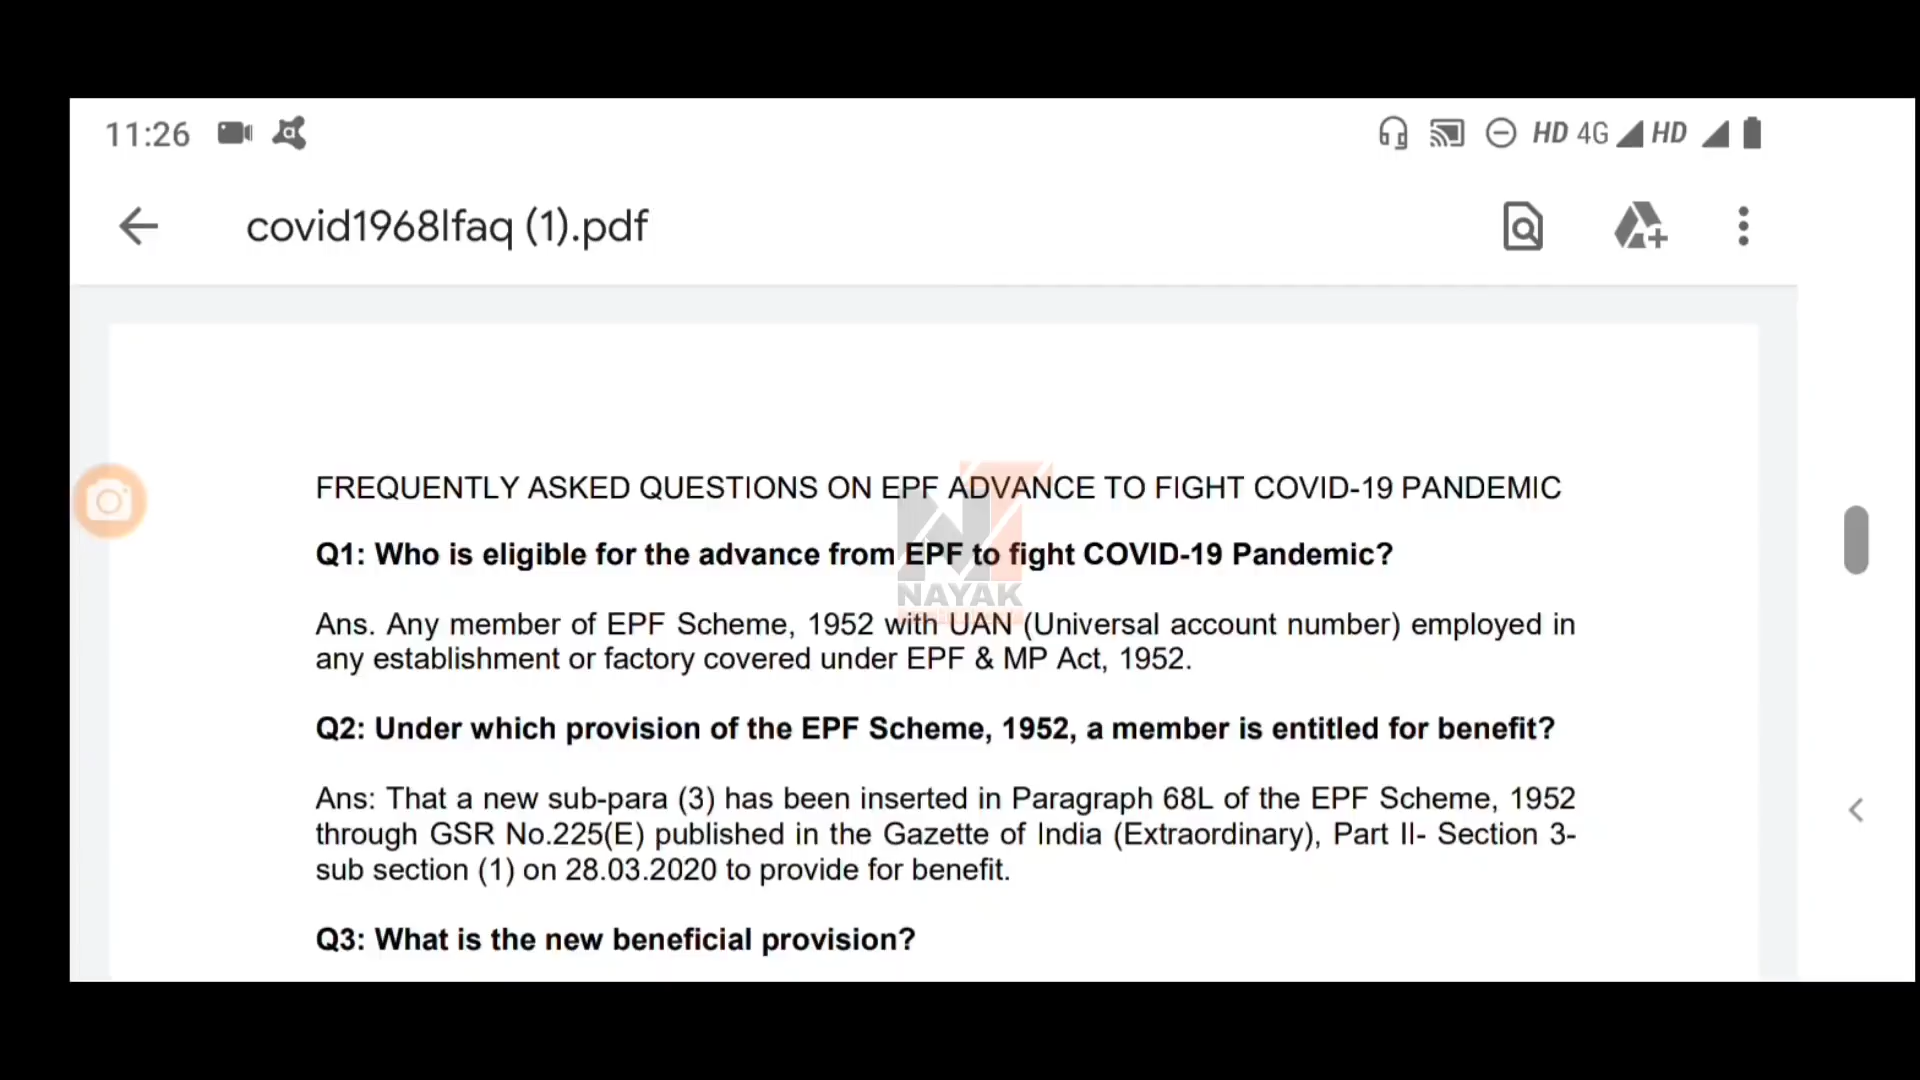 11:26
HD 4G HD
covid1968lfaq (1).pdf
FREQUENTLY ASKED QUESTIONS ON EPF ADVANCE TO FIGHT COVID-19 PANDEMIC
Q1: Who is eligible for the advance from EPF to fight COVID-19 Pandemic?
NAYAK
Ans. Any member of EPF Scheme, 1952 with UAN (Universal account number) employed in
any establishment or factory covered under EPF & MP Act, 1952.
Q2: Under which provision of the EPF Scheme, 1952, a member is entitled for benefit?
Ans: That a new sub-para (3) has been inserted in Paragraph 68L of the EPF Scheme, 1952
through GSR No.225(E) published in the Gazette of India (Extraordinary), Part II- Section 3-
sub section (1) on 28.03.2020 to provide for benefit.
Q3: What is the new beneficial provision?